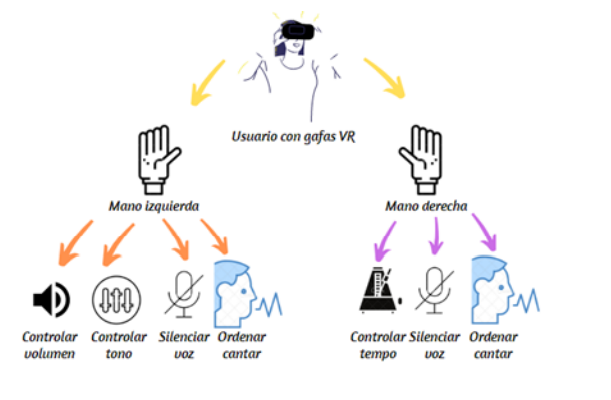 Usuario con gafas VR
Mano izquierda
Mano derecha
Controlar
volumen
Controlar
tono
Silenciar
voz
Ordenar
cantar
Controlar
tempo
Silenciar
voz
Ordenar
cantar